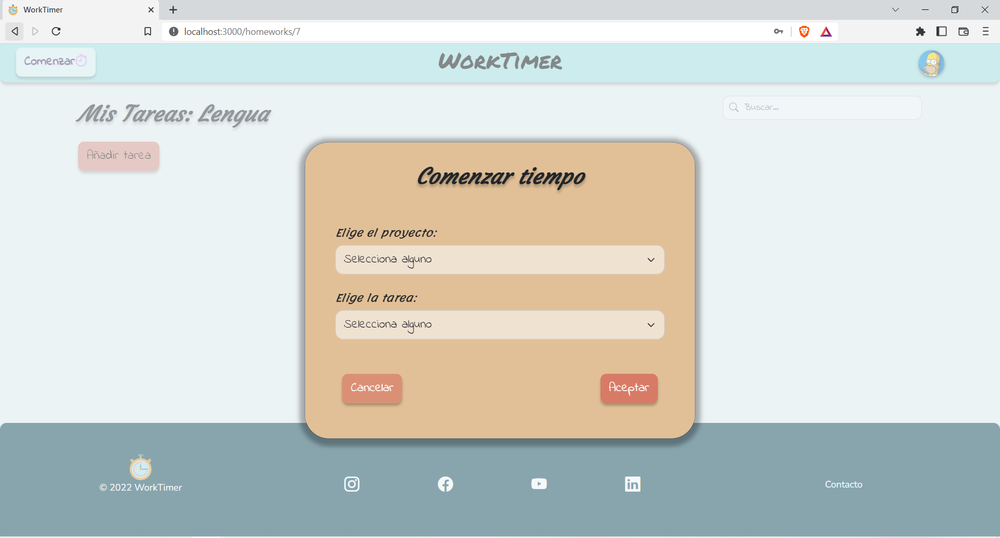 WorkTimer
localhost:3000/homeworks/7
Comenzar
WorkTimer
Mis Tareas: Lengua
Buscar...
Añadir tarea
Comenzar tiempo
Elige el proyecto:
Selecciona alguno
Elige la tarea:
Selecciona alguno
Cancelar
Aceptar
© 2022 WorkTimer
Contacto